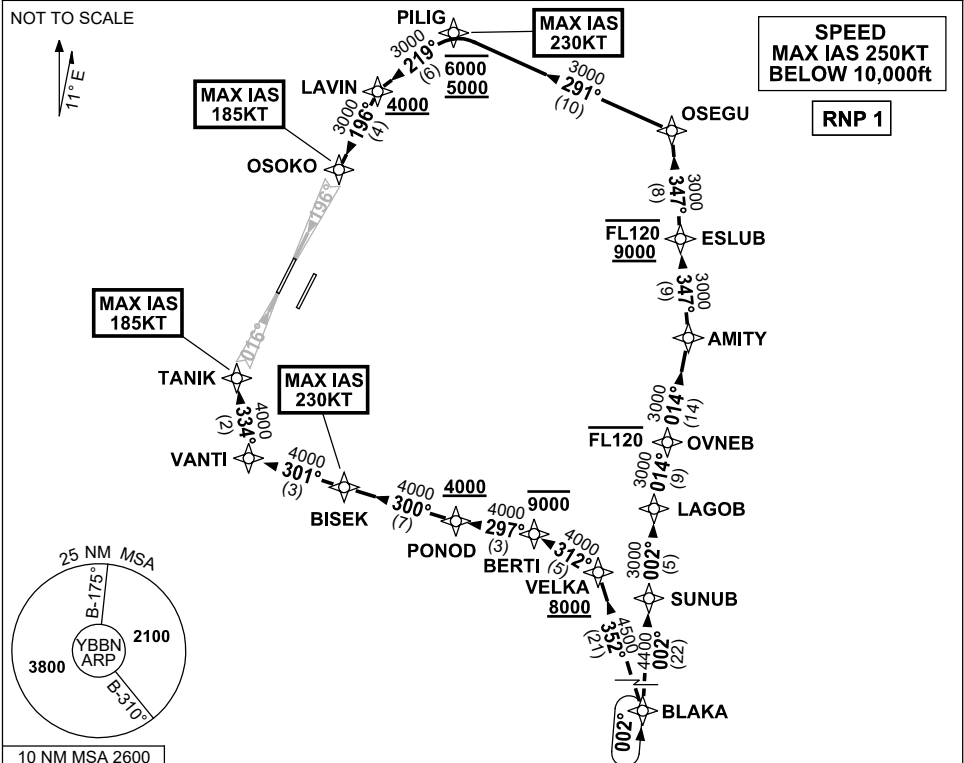 NOT TO SCALE
11° E
PILIG
MAX IAS
230KT
SPEED
MAX IAS 250KT
BELOW 10,000ft
RNP 1
3000
219°
(6)
6000
5000
3000
291°
(10)
LAVIN
4000
MAX IAS
185KT
3000
196°
(4)
OSEGU
OSOKO
196°
3000
347°
(8)
FL120
9000
ESLUB
3000
347°
(9)
MAX IAS
185KT
016°
AMITY
TANIK
MAX IAS
230KT
3000
014°
(14)
4000
334°
(2)
FL120
OVNEB
VANTI
4000
301°
(3)
3000
014°
(9)
BISEK
4000
300°
(7)
4000
9000
LAGOB
PONOD
4000
297°
(3)
BERTI
4000
312°
(5)
3000
002°
(5)
VELKA
8000
SUNUB
25 NM MSA
B-175°
YBBN
ARP
2100
3800
B-310°
4500
352°
(21)
4400
002°
(22)
BLAKA
002°
10 NM MSA 2600